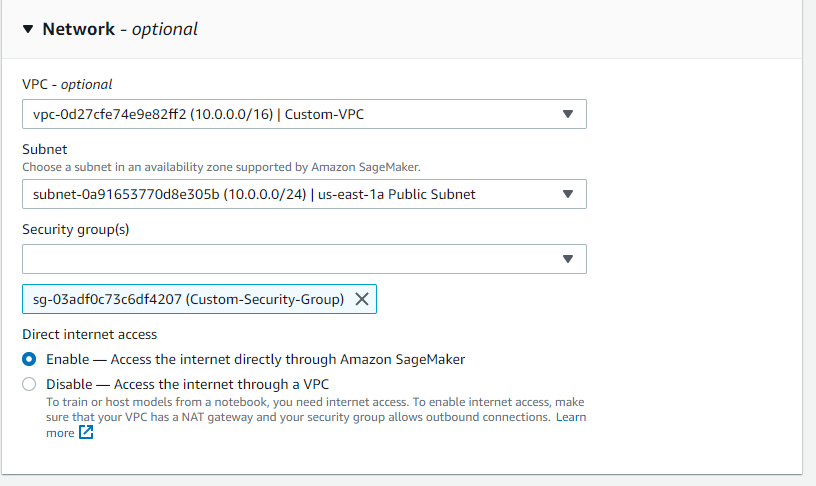 Network - optional
VPC - optional
vpc-0d27cfe74e9e82ff2 (10.0.0.0/16) | Custom-VPC
Subnet
Choose a subnet in an availability zone supported by Amazon SageMaker.
subnet-0a91653770d8e305b (10.0.0.0/24) | us-east-1a Public Subnet
Security group(s)
sg-03adf0c73c6df4207 (Custom-Security-Group)
Direct internet access
Enable — Access the internet directly through Amazon SageMaker
Disable — Access the internet through a VPC
To train or host models from a notebook, you need internet access. To enable internet access, make
sure that your VPC has a NAT gateway and your security group allows outbound connections. Learn
more